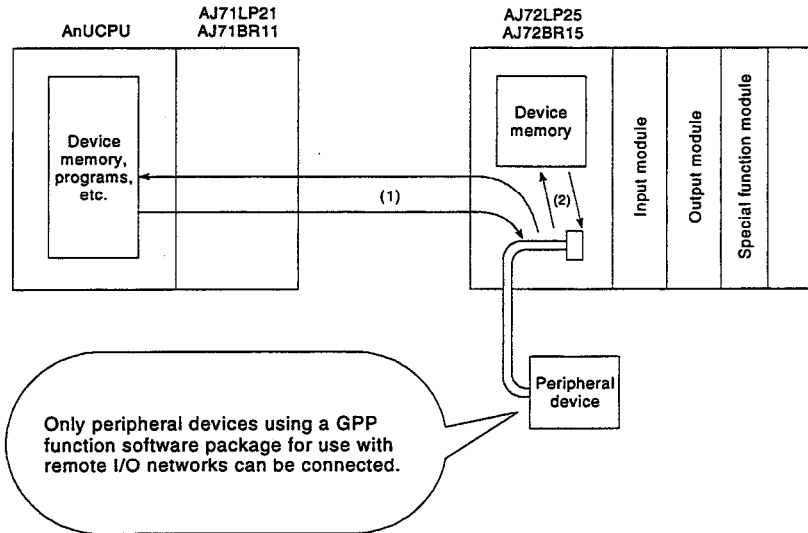 AnUCPU
AJ71LP21
AJ71BR11
AJ72LP25
AJ72BR15
Device
memory,
programs,
etc.
(1)
Device
memory
(2)
Input module
Output module
Special function module
Peripheral
device
Only peripheral devices using a GPP
function software package for use with
remote I/O networks can be connected.